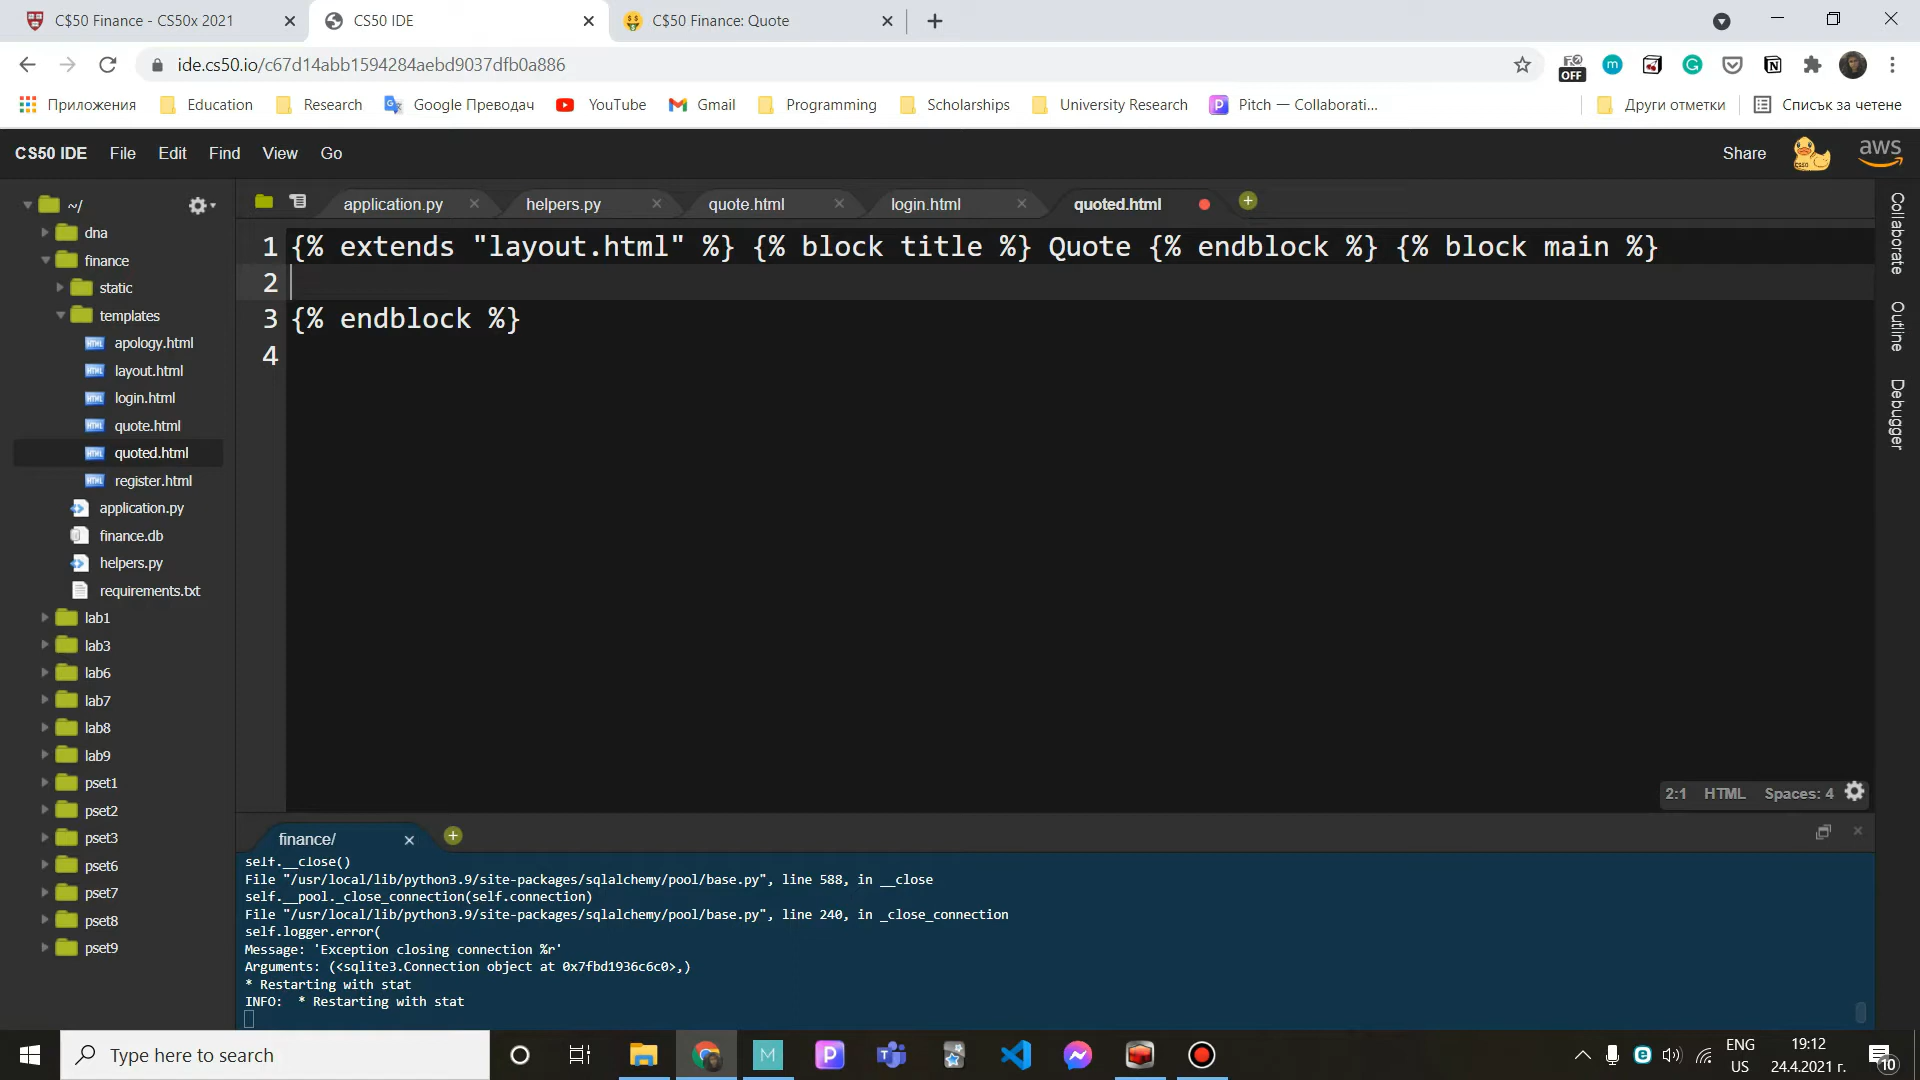 C$50 Finance - CS50x 2021
CS50 IDE
C$50 Finance: Quote
ide.cs50.io/c67d14abb1594284aebd9037dfb0a886
OFF
Приложения
Education
Research
Google Преводач
YouTube
Gmail
Programming
Scholarships
University Research
Pitch — Collaborati...
Други отметки
Списък за четене
CS50 IDE File Edit Find View Go
Share
aws
~/
dna
finance
static
templates
apology.html
layout.html
login.html
quote.html
quoted.html
register.html
application.py
finance.db
helpers.py
requirements.txt
lab1
lab3
lab6
lab7
lab8
lab9
pset1
pset2
pset3
pset6
pset7
pset8
pset9
application.py
helpers.py
quote.html
login.html
quoted.html
1 {% extends "layout.html" %} {% block title %} Quote {% endblock %} {% block main %}
2
3 {% endblock %}
4
Collaborate
Outline
Debugger
2:1 HTML Spaces: 4
finance/
self.__close()
File "/usr/local/lib/python3.9/site-packages/sqlalchemy/pool/base.py", line 588, in __close
self.__pool._close_connection(self.connection)
File "/usr/local/lib/python3.9/site-packages/sqlalchemy/pool/base.py", line 240, in _close_connection
self.logger.error(
Message: 'Exception closing connection %r'
Arguments: (<sqlite3.Connection object at 0x7fbd1936c6c0>,)
* Restarting with stat
INFO:  * Restarting with stat
Type here to search
ENG
US
19:12
24.4.2021 г.
10